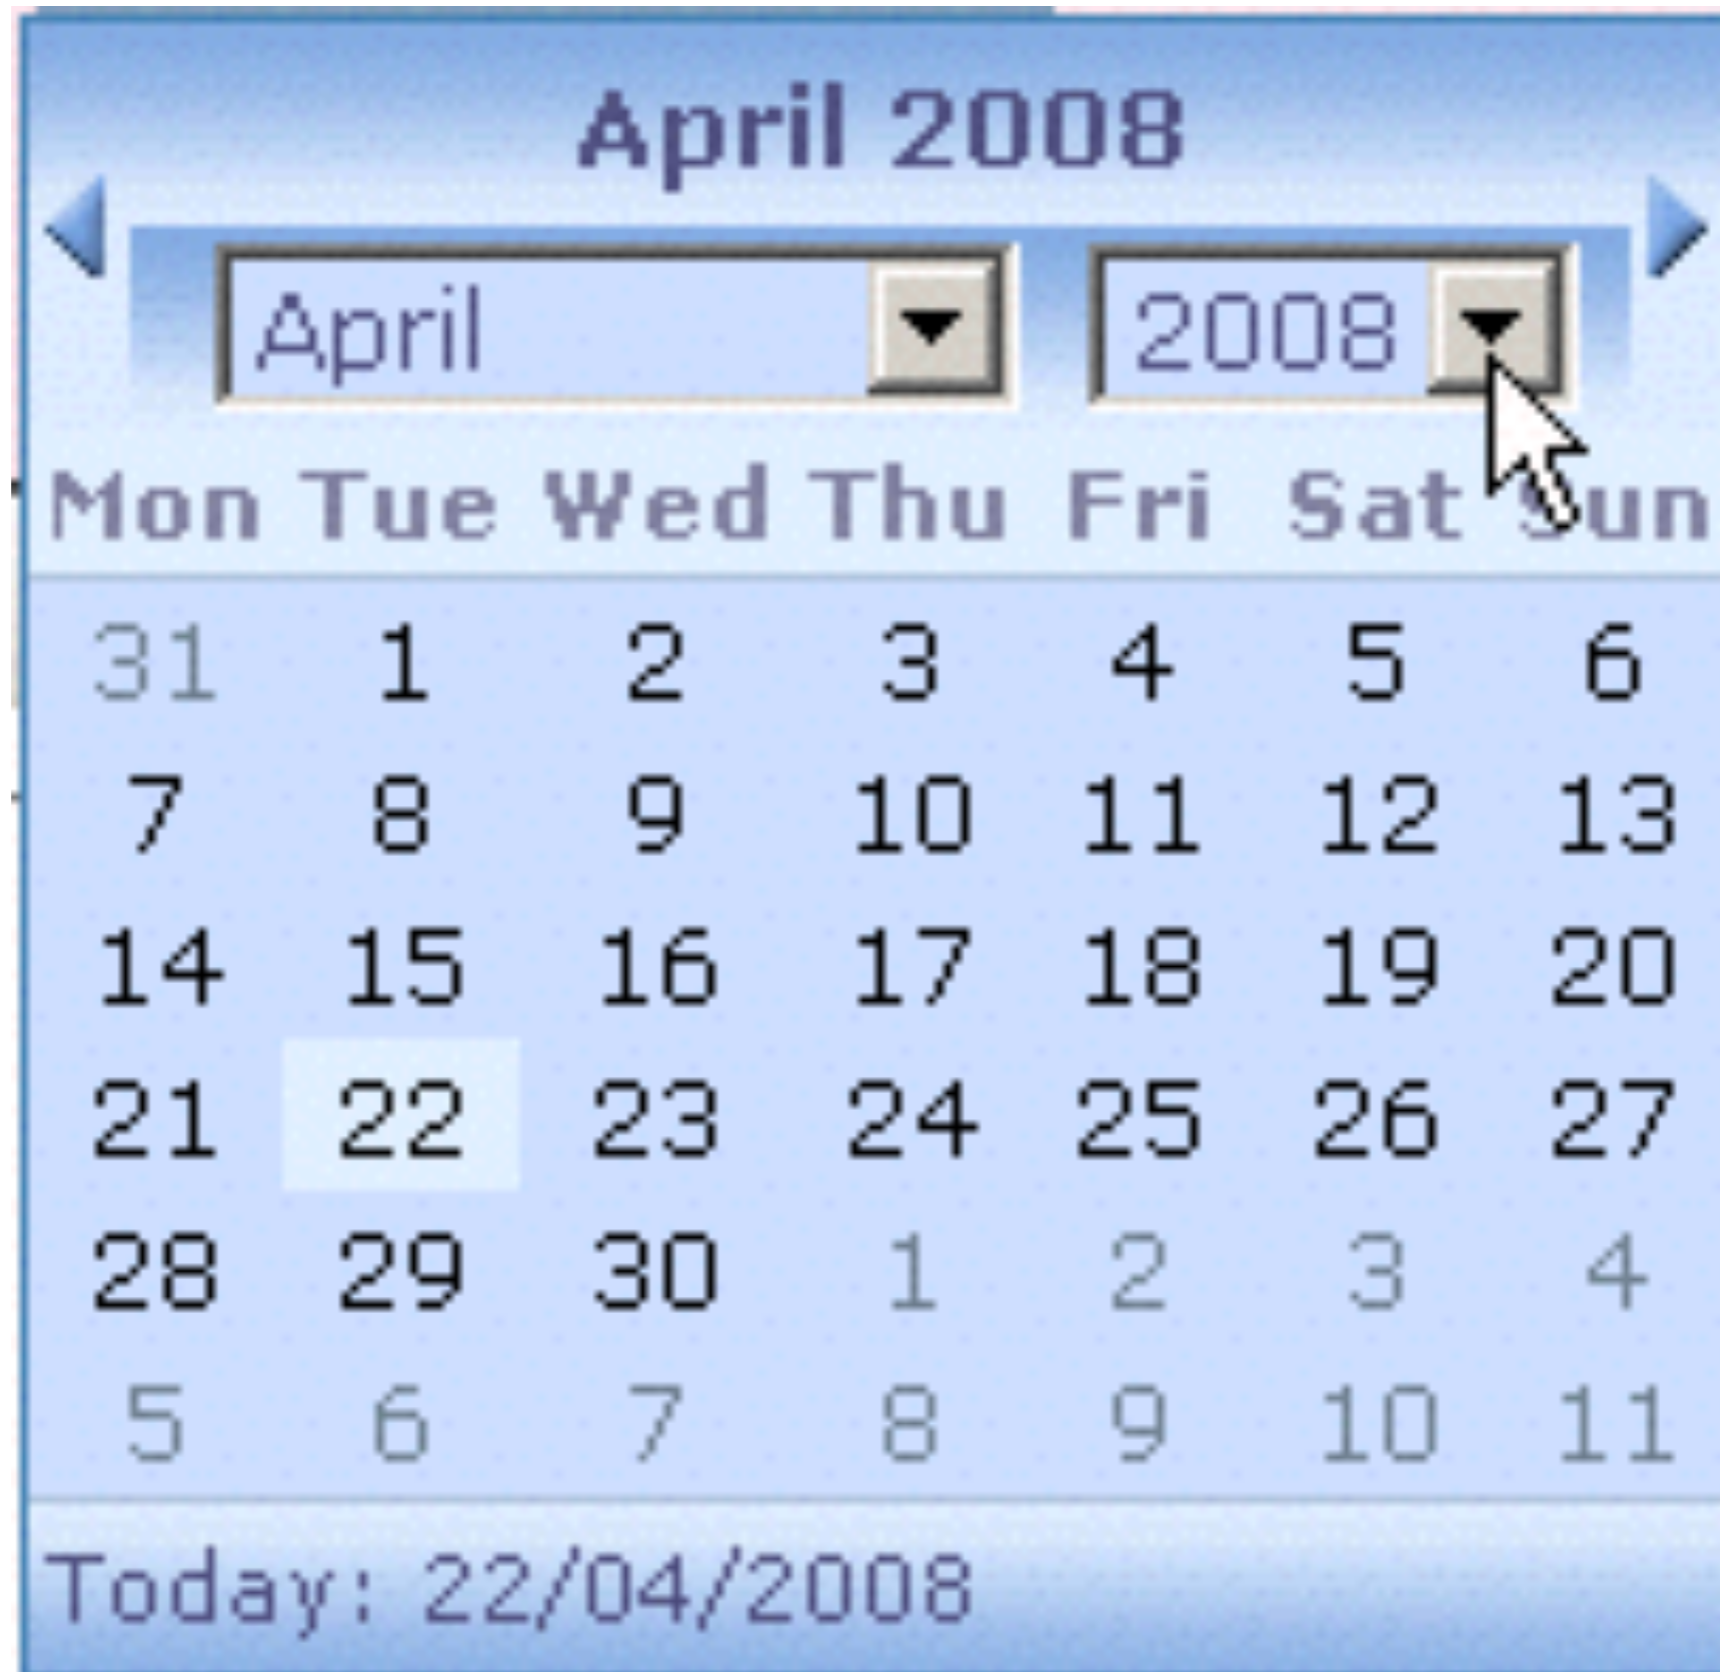 April 2008
April 2008
Mon Tue Wed Thu Fri Sat Sun
31 1 2 3 4 5 6
7 8 9 10 11 12 13
14 15 16 17 18 19 20
21 22 23 24 25 26 27
28 29 30 1 2 3 4
5 6 7 8 9 10 11
Today: 22/04/2008